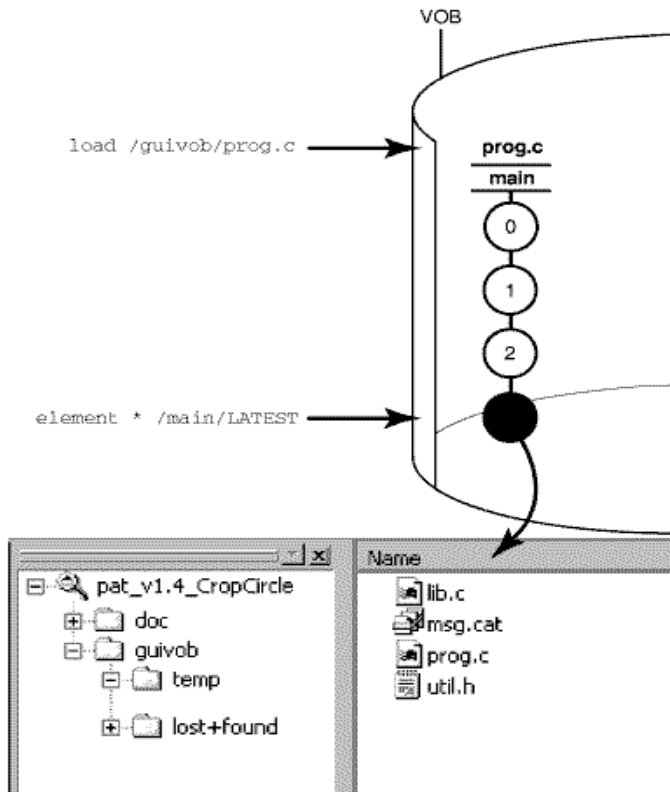 VOB
load /guivob/prog.c
prog.c
main
0
1
2
element * /main/LATEST
pat_v1.4_CropCircle
doc
guivob
temp
lost+found
Name
lib.c
msg.cat
prog.c
util.h